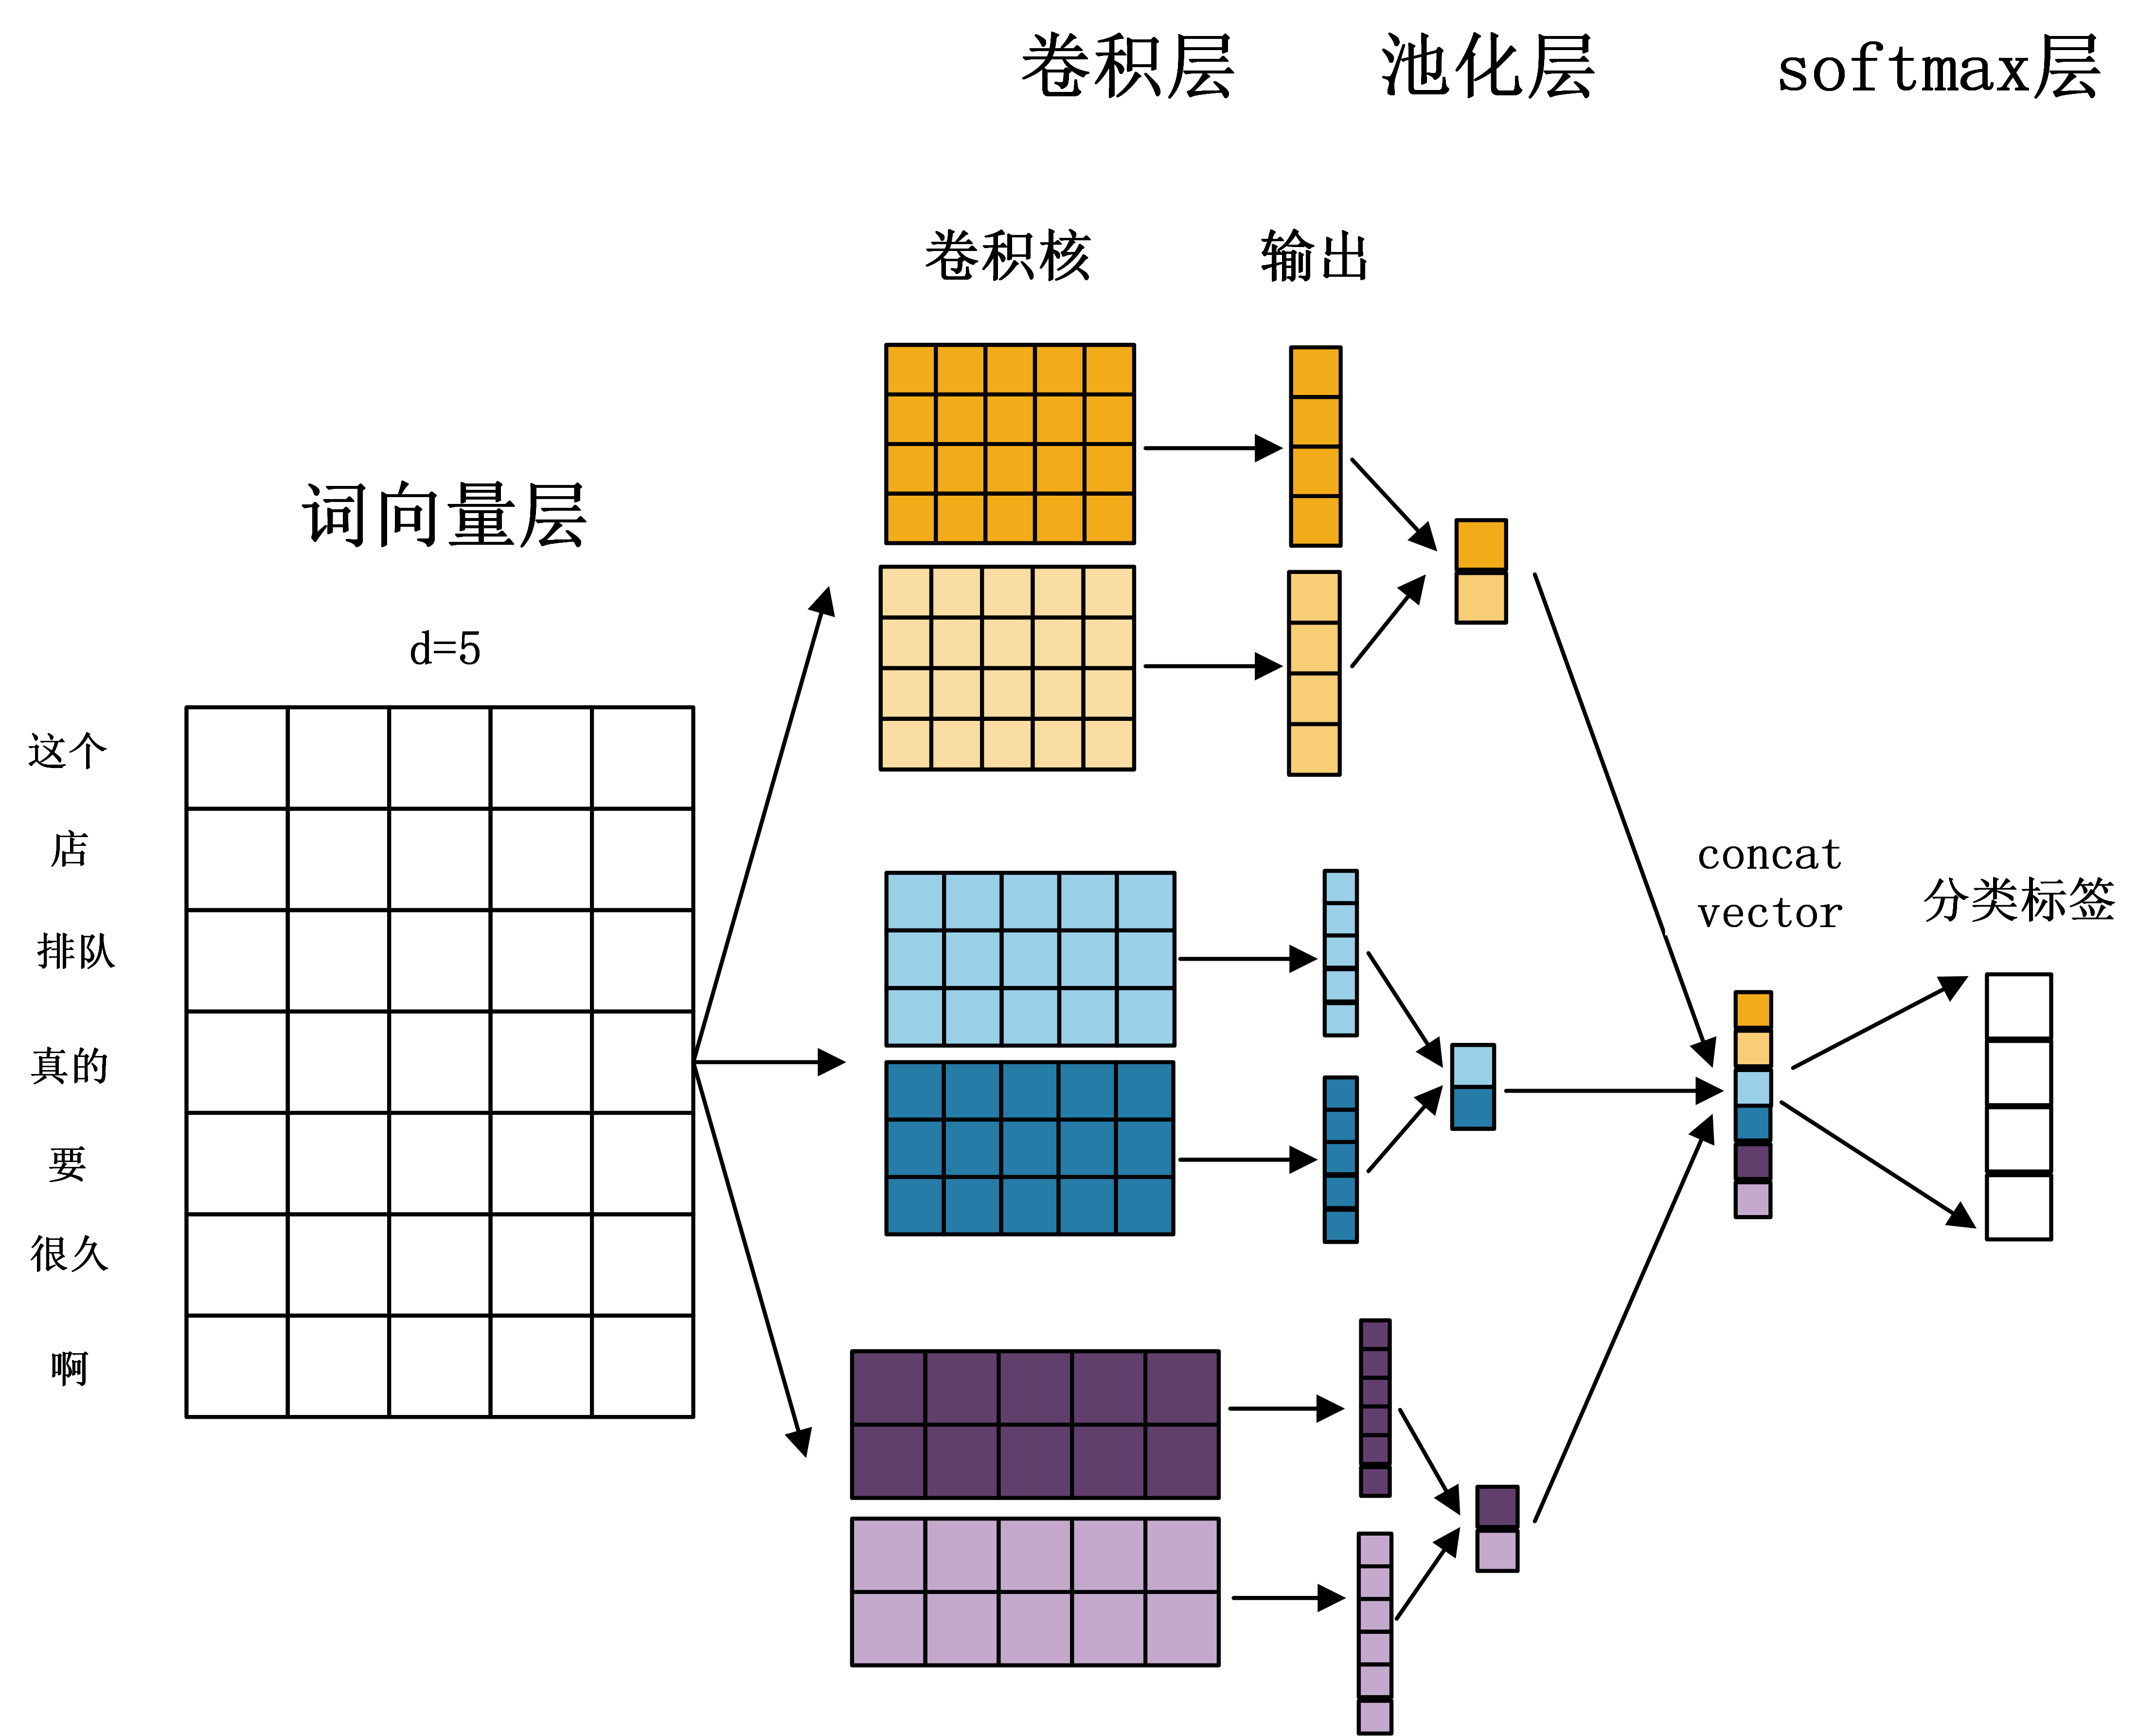 卷积层
池化层
softmax层
卷积核
输出
词向量层
d=5
这个
店
排队
真的
要
很久
啊
concat
vector
分类标签